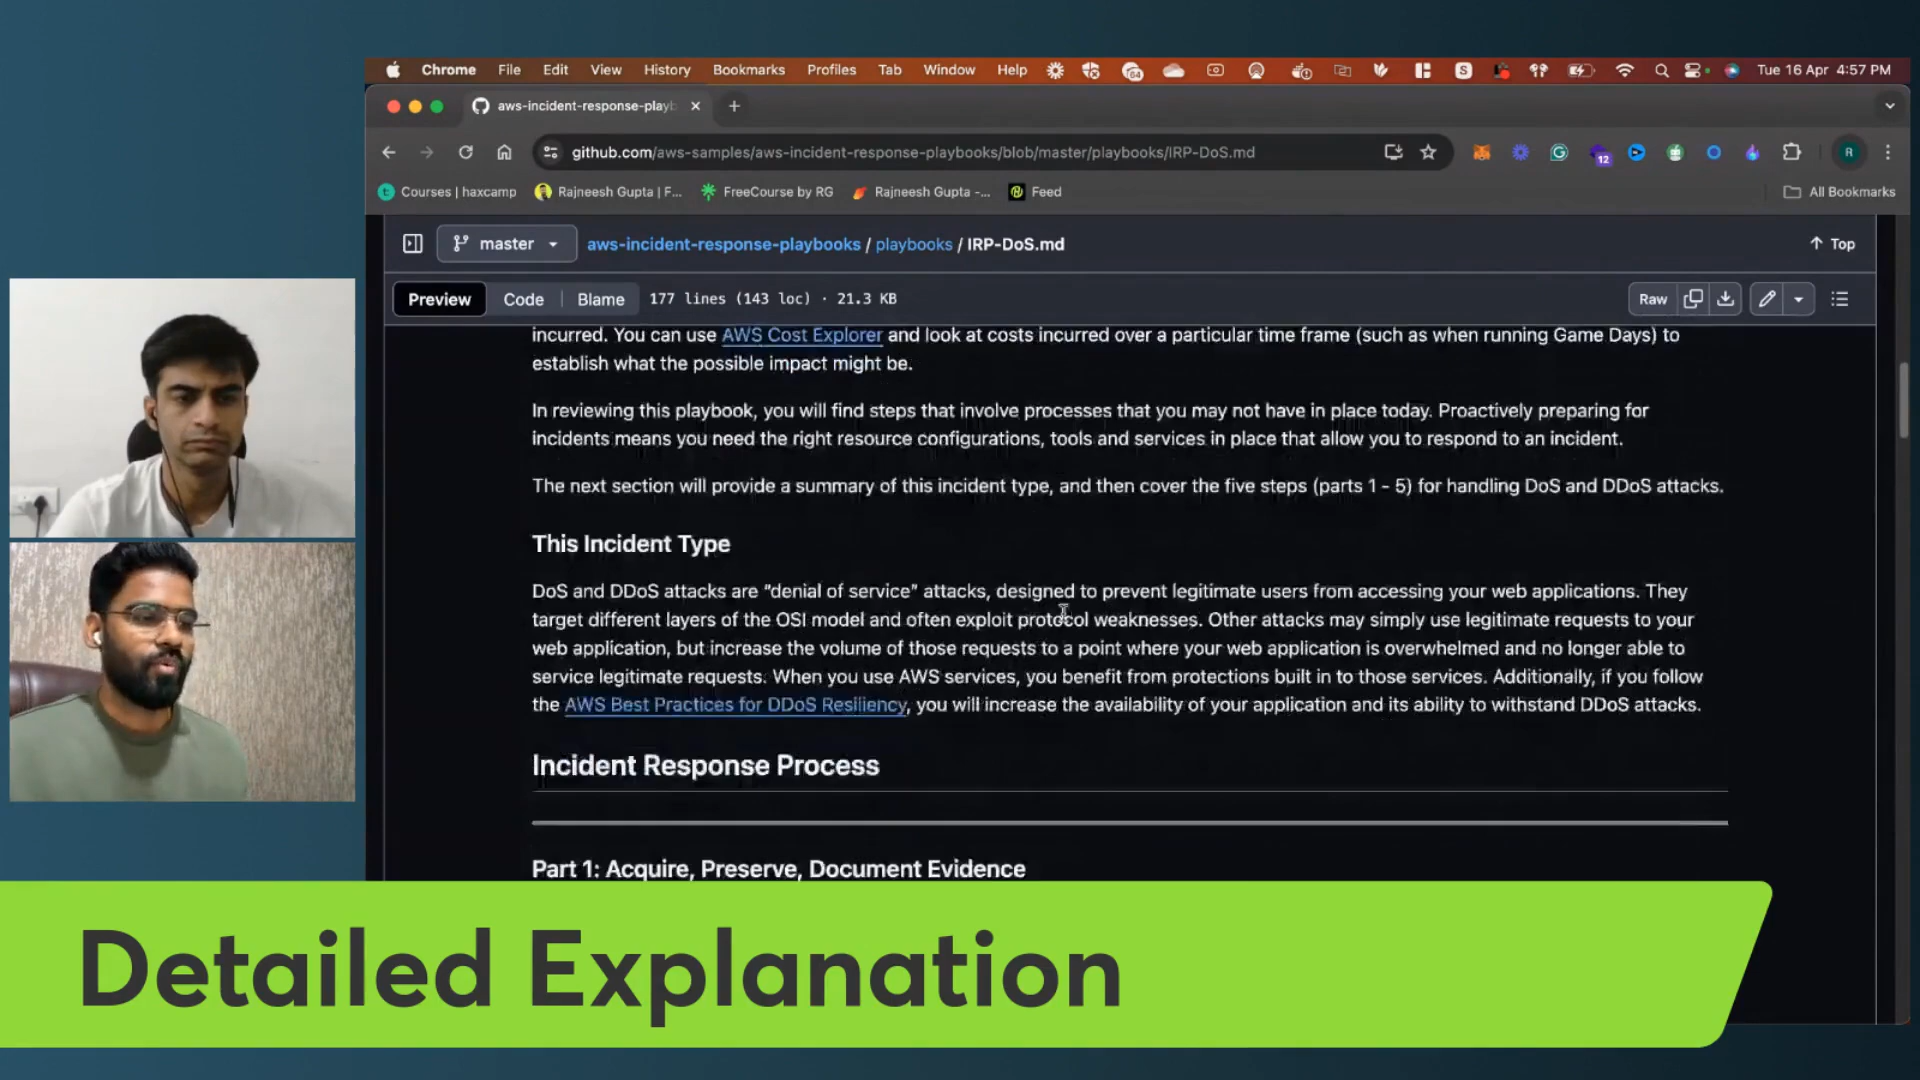 Chrome File Edit View History Bookmarks Profiles Tab Window Help 64 S Tue 16 Apr 4:57 PM
aws-incident-response-playb
github.com/aws-samples/aws-incident-response-playbooks/blob/master/playbooks/IRP-DoS.md 12 R
Courses | haxcamp Rajneesh Gupta | F... FreeCourse by RG Rajneesh Gupta -... Feed All Bookmarks
master aws-incident-response-playbooks / playbooks / IRP-DoS.md Top
Preview Code Blame 177 lines (143 loc) · 21.3 KB Raw
incurred. You can use AWS Cost Explorer and look at costs incurred over a particular time frame (such as when running Game Days) to
establish what the possible impact might be.
In reviewing this playbook, you will find steps that involve processes that you may not have in place today. Proactively preparing for
incidents means you need the right resource configurations, tools and services in place that allow you to respond to an incident.
The next section will provide a summary of this incident type, and then cover the five steps (parts 1 - 5) for handling DoS and DDoS attacks.
This Incident Type
DoS and DDoS attacks are “denial of service” attacks, designed to prevent legitimate users from accessing your web applications. They
target different layers of the OSI model and often exploit protocol weaknesses. Other attacks may simply use legitimate requests to your
web application, but increase the volume of those requests to a point where your web application is overwhelmed and no longer able to
service legitimate requests. When you use AWS services, you benefit from protections built in to those services. Additionally, if you follow
the AWS Best Practices for DDoS Resiliency, you will increase the availability of your application and its ability to withstand DDoS attacks.
Incident Response Process
Part 1: Acquire, Preserve, Document Evidence
Detailed Explanation